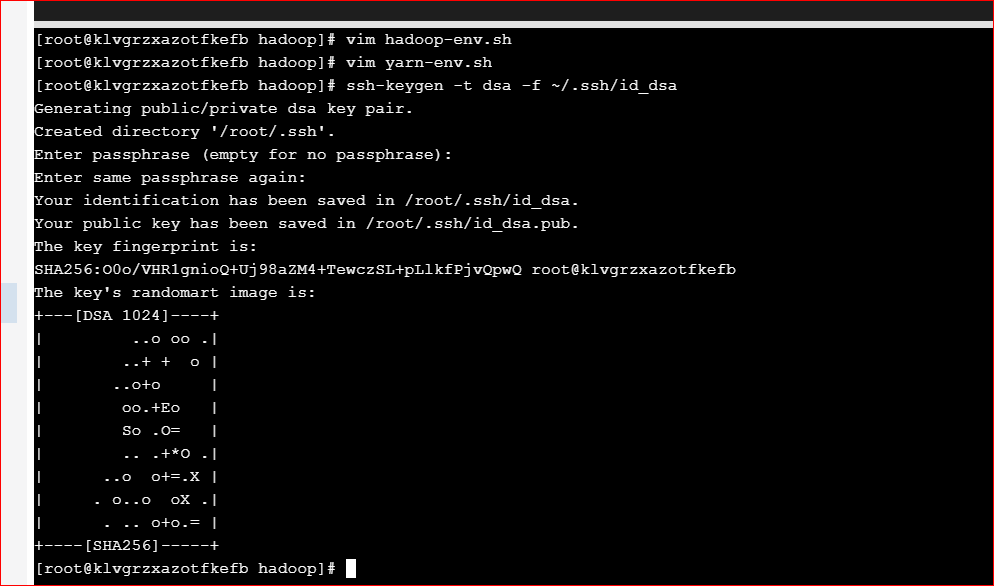 [root@klvgrzxazotfkefb hadoop]# vim hadoop-env.sh
[root@klvgrzxazotfkefb hadoop]# vim yarn-env.sh
[root@klvgrzxazotfkefb hadoop]# ssh-keygen -t dsa -f ~/.ssh/id_dsa
Generating public/private dsa key pair.
Created directory '/root/.ssh'.
Enter passphrase (empty for no passphrase):
Enter same passphrase again:
Your identification has been saved in /root/.ssh/id_dsa.
Your public key has been saved in /root/.ssh/id_dsa.pub.
The key fingerprint is:
SHA256:O0o/VHR1gnioQ+Uj98aZM4+TewczSL+pLlkfPjvQpwQ root@klvgrzxazotfkefb
The key's randomart image is:
+---[DSA 1024]----+
|          ..o oo .|
|         ..+ +  o |
|        ..o+o     |
|         oo.+Eo   |
|         So .O=   |
|         .. .+*O .|
|       ..o  o+=.X |
|      . o..o  oX .|
|       . .. o+o.= |
+----[SHA256]-----+
[root@klvgrzxazotfkefb hadoop]#